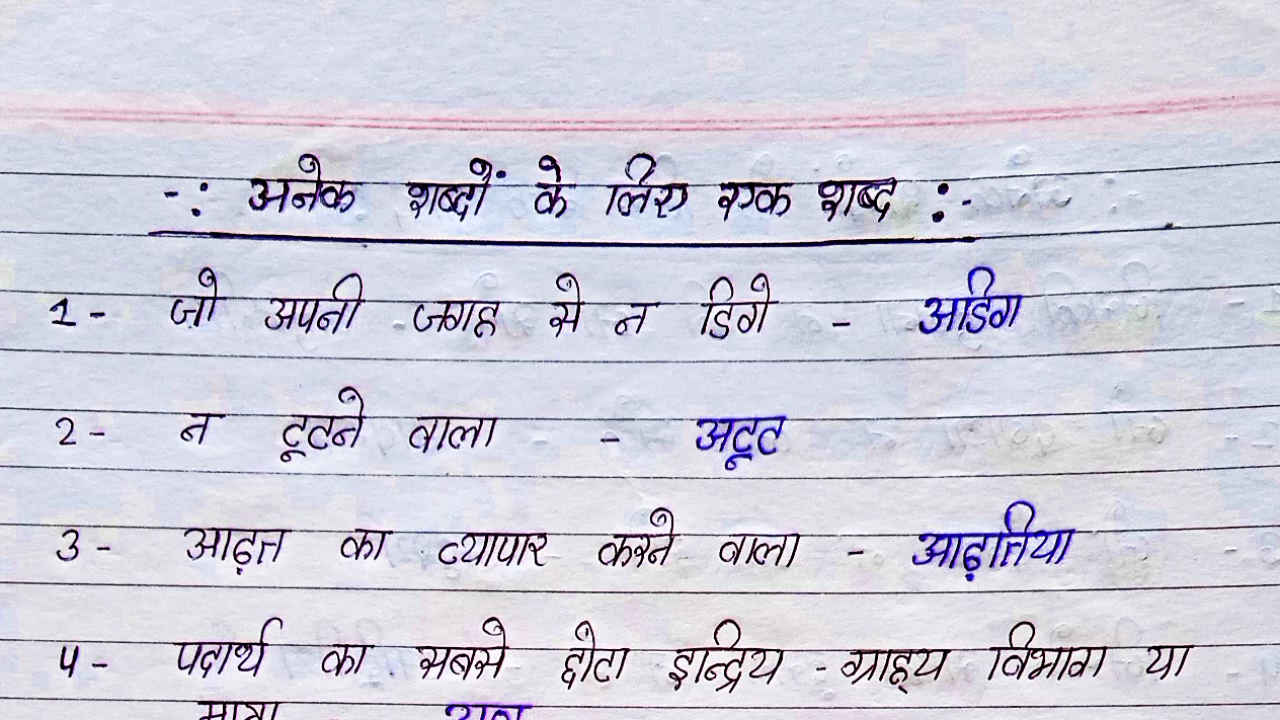 -: अनेक शब्दों के लिए एक शब्द :-
1- जो अपनी जगह से न डिगे - अडिग
2- न टूटने वाला - अटूट
3- आढ़त का व्यापार करने वाला - आढ़तिया
4- पदार्थ का सबसे छोटा इन्द्रिय - ग्राह्य विभाग या
मात्रा